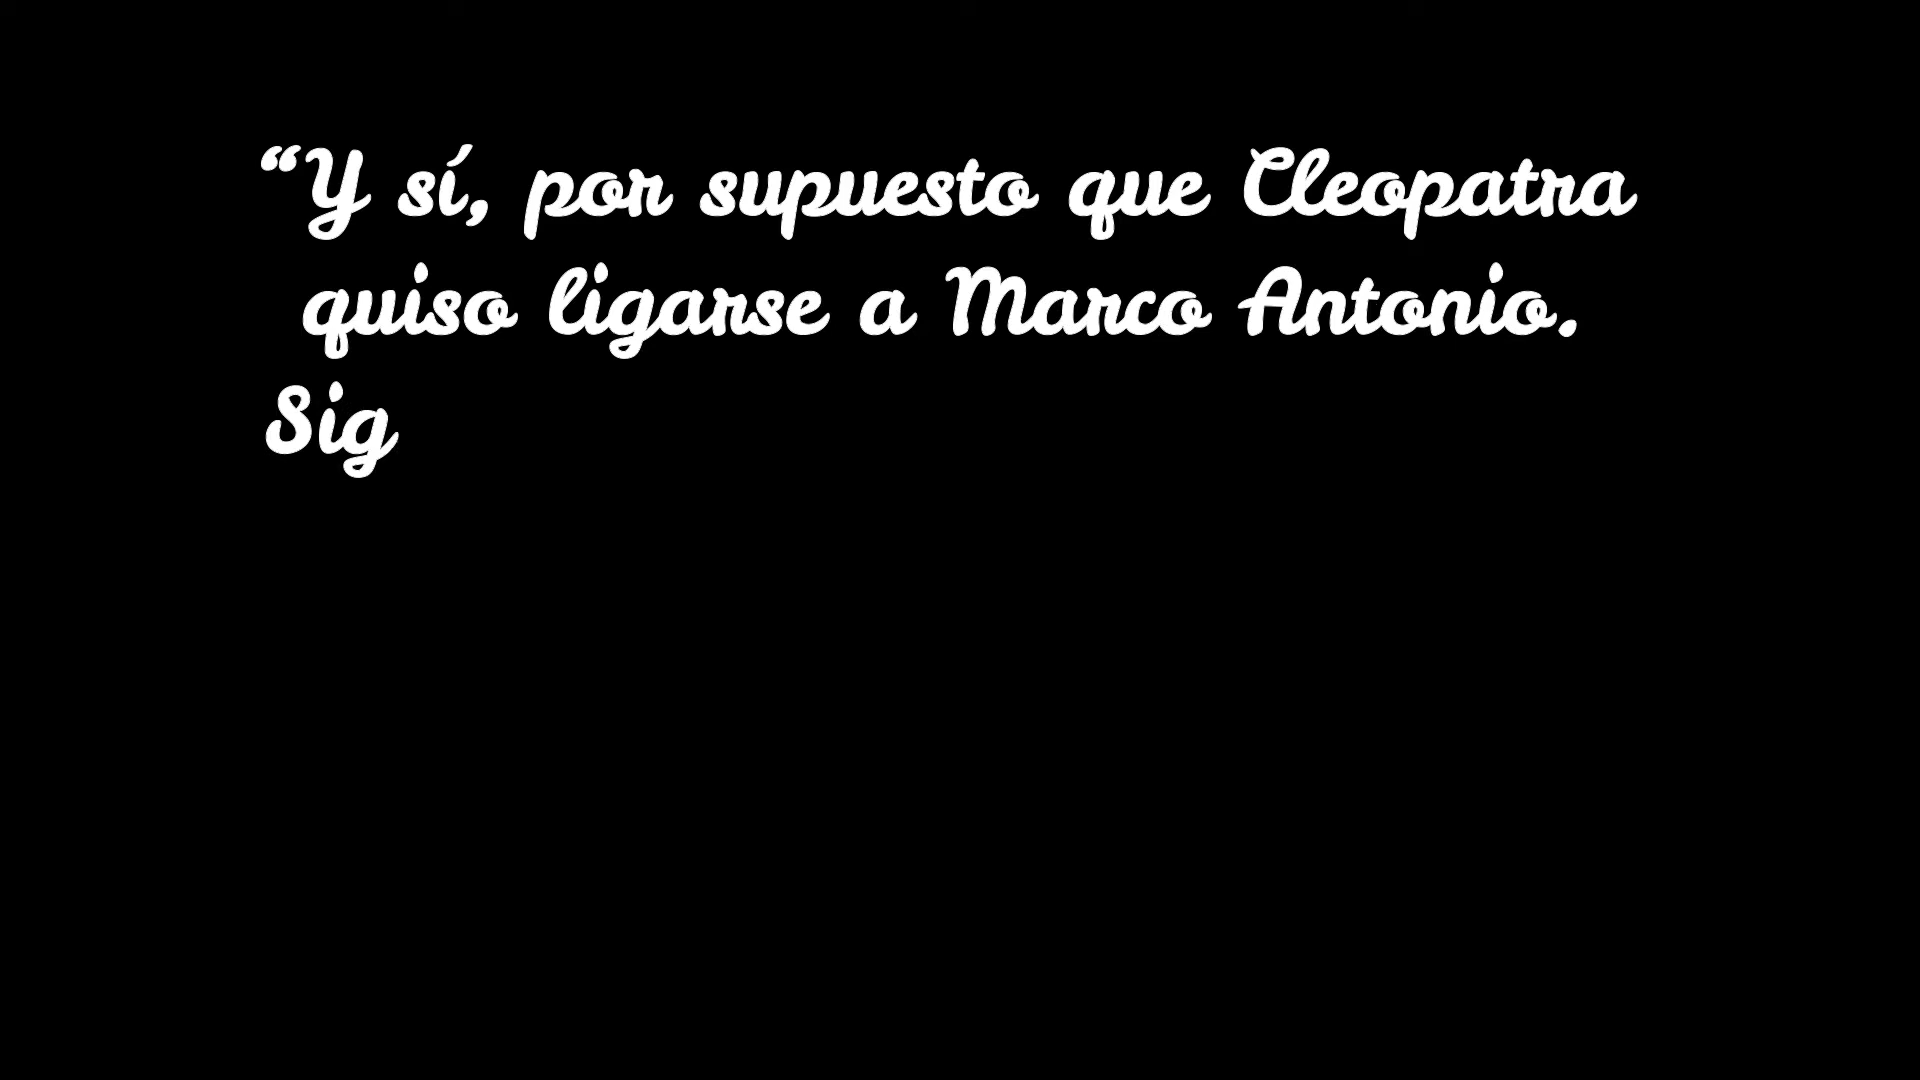 “Y sí, por supuesto que Cleopatra
quiso ligarse a Marco Antonio.
Sig